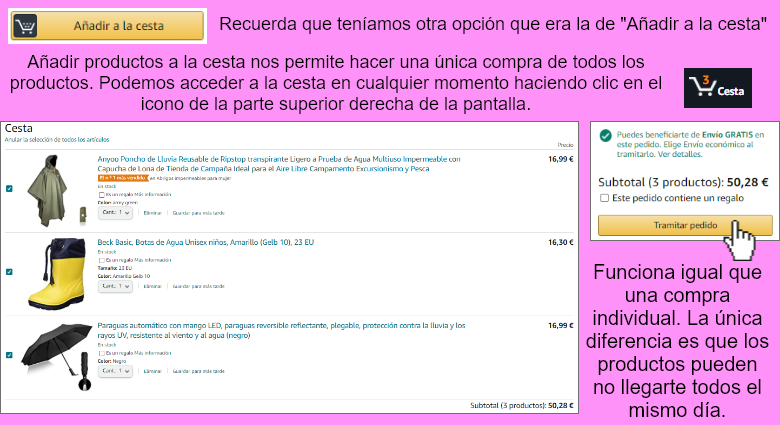 Añadir a la cesta
Recuerda que teníamos otra opción que era la de "Añadir a la cesta"
Añadir productos a la cesta nos permite hacer una única compra de todos los
productos. Podemos acceder a la cesta en cualquier momento haciendo clic en el
icono de la parte superior derecha de la pantalla.
3
Cesta
Cesta
Anular la selección de todos los artículos
Precio
Anyoo Poncho de Lluvia Reusable de Ripstop transpirante Ligero a Prueba de Agua Multiuso Impermeable con
Capucha de Lona de Tienda de Campaña Ideal para el Aire Libre Campamento Excursionismo y Pesca
16,99 €
El n.º 1 más vendido en Abrigos impermeables para mujer
En stock
Es un regalo Más información
Color: army green
Cant.: 1 Eliminar Guardar para más tarde
Beck Basic, Botas de Agua Unisex niños, Amarillo (Gelb 10), 23 EU
16,30 €
En stock
Es un regalo Más información
Tamaño: 23 EU
Color: Amarillo Gelb 10
Cant.: 1 Eliminar Guardar para más tarde
Paraguas automático con mango LED, paraguas reversible reflectante, plegable, protección contra la lluvia y los
rayos UV, resistente al viento y al agua (negro)
16,99 €
En stock
Es un regalo Más información
Color: Negro
Cant.: 1 Eliminar Guardar para más tarde
Subtotal (3 productos): 50,28 €
Puedes beneficiarte de Envío GRATIS en
este pedido. Elige Envío económico al
tramitarlo. Ver detalles.
Subtotal (3 productos): 50,28 €
Este pedido contiene un regalo
Tramitar pedido
Funciona igual que
una compra
individual. La única
diferencia es que los
productos pueden
no llegarte todos el
mismo día.